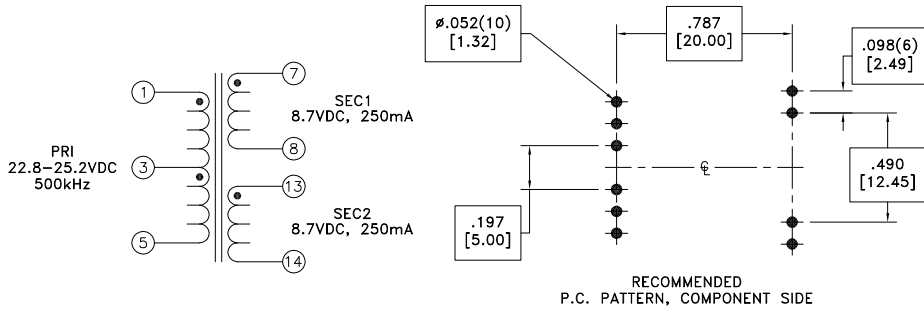 1
3
5
PRI
22.8-25.2VDC
500kHz
7
8
SEC1
8.7VDC, 250mA
13
14
SEC2
8.7VDC, 250mA
ø.052(10)
[1.32]
.787
[20.00]
.098(6)
[2.49]
.197
[5.00]
℄
.490
[12.45]
RECOMMENDED
P.C. PATTERN, COMPONENT SIDE